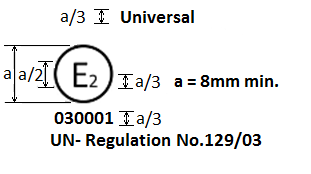 a/3 Universal
a a/2 E2 a/3 a = 8mm min.
030001 a/3
UN- Regulation No.129/03